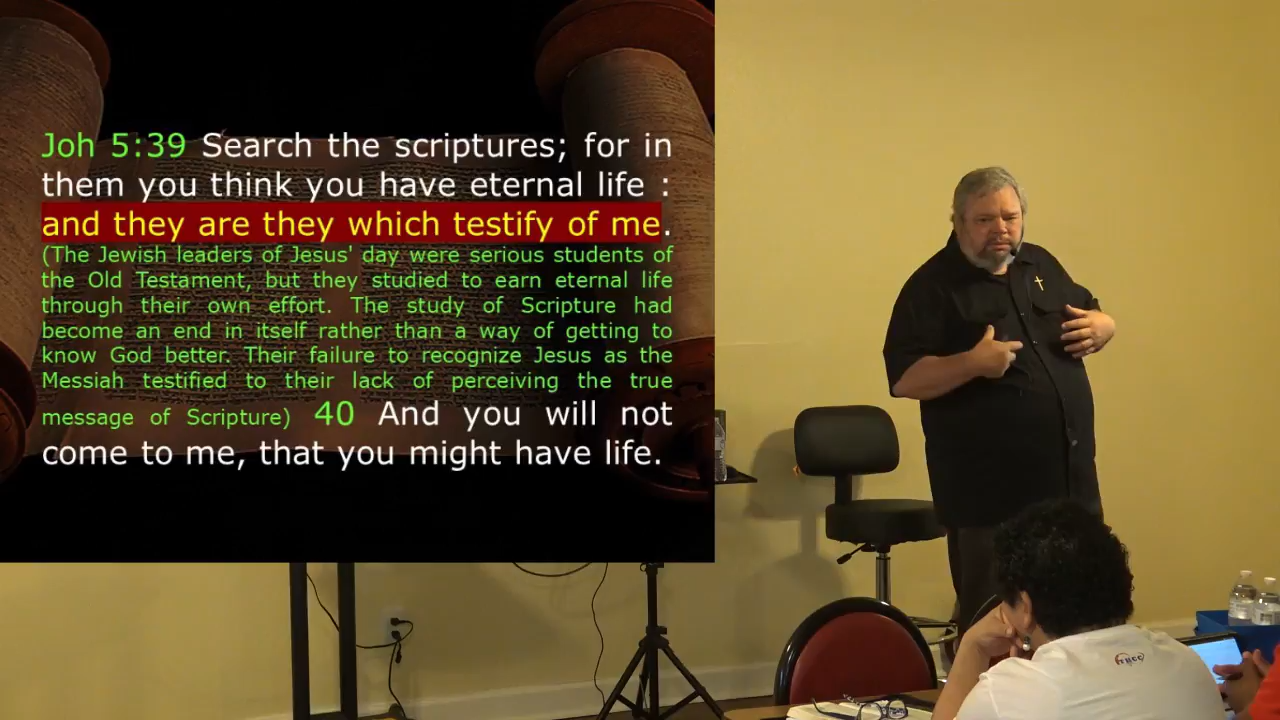 Joh 5:39 Search the scriptures; for in
them you think you have eternal life :
and they are they which testify of me.
(The Jewish leaders of Jesus' day were serious students of
the Old Testament, but they studied to earn eternal life
through their own effort. The study of Scripture had
become an end in itself rather than a way of getting to
know God better. Their failure to recognize Jesus as the
Messiah testified to their lack of perceiving the true
message of Scripture) 40 And you will not
come to me, that you might have life.